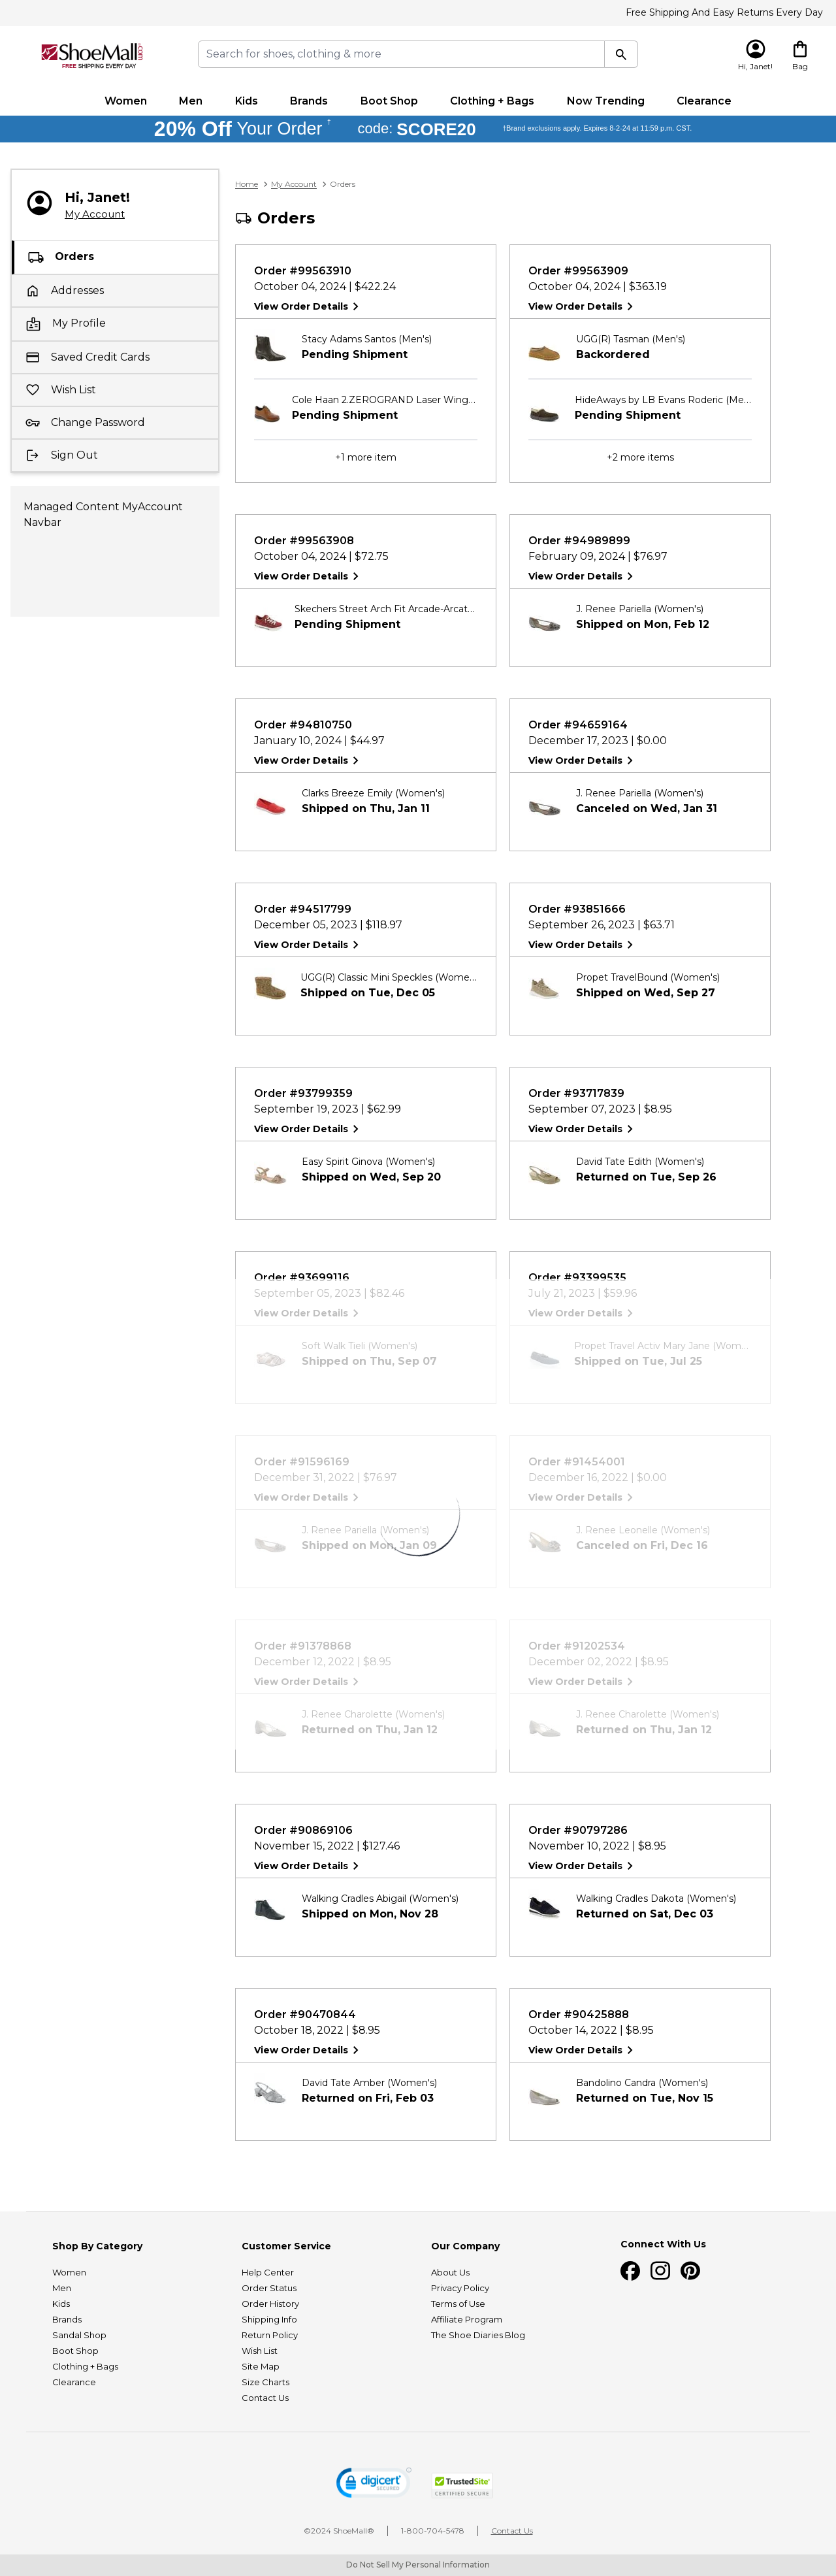 Free Shipping And Easy Returns Every Day
ShoeMall.com
FREE SHIPPING EVERY DAY
Search for shoes, clothing & more
Hi, Janet!
Bag
Women Men Kids Brands Boot Shop Clothing + Bags Now Trending Clearance
20% Off Your Order † code: SCORE20 †Brand exclusions apply. Expires 8-2-24 at 11:59 p.m. CST.
Hi, Janet!
My Account
Orders
Addresses
My Profile
Saved Credit Cards
Wish List
Change Password
Sign Out
Managed Content MyAccount
Navbar
Home > My Account > Orders
Orders
Order #99563910
October 04, 2024 | $422.24
View Order Details
Stacy Adams Santos (Men's)
Pending Shipment
Cole Haan 2.ZEROGRAND Laser Wing...
Pending Shipment
+1 more item
Order #99563909
October 04, 2024 | $363.19
View Order Details
UGG(R) Tasman (Men's)
Backordered
HideAways by LB Evans Roderic (Me...
Pending Shipment
+2 more items
Order #99563908
October 04, 2024 | $72.75
View Order Details
Skechers Street Arch Fit Arcade-Arcat...
Pending Shipment
Order #94989899
February 09, 2024 | $76.97
View Order Details
J. Renee Pariella (Women's)
Shipped on Mon, Feb 12
Order #94810750
January 10, 2024 | $44.97
View Order Details
Clarks Breeze Emily (Women's)
Shipped on Thu, Jan 11
Order #94659164
December 17, 2023 | $0.00
View Order Details
J. Renee Pariella (Women's)
Canceled on Wed, Jan 31
Order #94517799
December 05, 2023 | $118.97
View Order Details
UGG(R) Classic Mini Speckles (Wome...
Shipped on Tue, Dec 05
Order #93851666
September 26, 2023 | $63.71
View Order Details
Propet TravelBound (Women's)
Shipped on Wed, Sep 27
Order #93799359
September 19, 2023 | $62.99
View Order Details
Easy Spirit Ginova (Women's)
Shipped on Wed, Sep 20
Order #93717839
September 07, 2023 | $8.95
View Order Details
David Tate Edith (Women's)
Returned on Tue, Sep 26
Order #93699116
September 05, 2023 | $82.46
View Order Details
Soft Walk Tieli (Women's)
Shipped on Thu, Sep 07
Order #93399535
July 21, 2023 | $59.96
View Order Details
Propet Travel Activ Mary Jane (Wom...
Shipped on Tue, Jul 25
Order #91596169
December 31, 2022 | $76.97
View Order Details
J. Renee Pariella (Women's)
Shipped on Mon, Jan 09
Order #91454001
December 16, 2022 | $0.00
View Order Details
J. Renee Leonelle (Women's)
Canceled on Fri, Dec 16
Order #91378868
December 12, 2022 | $8.95
View Order Details
J. Renee Charolette (Women's)
Returned on Thu, Jan 12
Order #91202534
December 02, 2022 | $8.95
View Order Details
J. Renee Charolette (Women's)
Returned on Thu, Jan 12
Order #90869106
November 15, 2022 | $127.46
View Order Details
Walking Cradles Abigail (Women's)
Shipped on Mon, Nov 28
Order #90797286
November 10, 2022 | $8.95
View Order Details
Walking Cradles Dakota (Women's)
Returned on Sat, Dec 03
Order #90470844
October 18, 2022 | $8.95
View Order Details
David Tate Amber (Women's)
Returned on Fri, Feb 03
Order #90425888
October 14, 2022 | $8.95
View Order Details
Bandolino Candra (Women's)
Returned on Tue, Nov 15
Shop By Category
Women
Men
Kids
Brands
Sandal Shop
Boot Shop
Clothing + Bags
Clearance
Customer Service
Help Center
Order Status
Order History
Shipping Info
Return Policy
Wish List
Site Map
Size Charts
Contact Us
Our Company
About Us
Privacy Policy
Terms of Use
Affiliate Program
The Shoe Diaries Blog
Connect With Us
digicert
SECURED
TrustedSite
CERTIFIED SECURE
©2024 ShoeMall® | 1-800-704-5478 | Contact Us
Do Not Sell My Personal Information